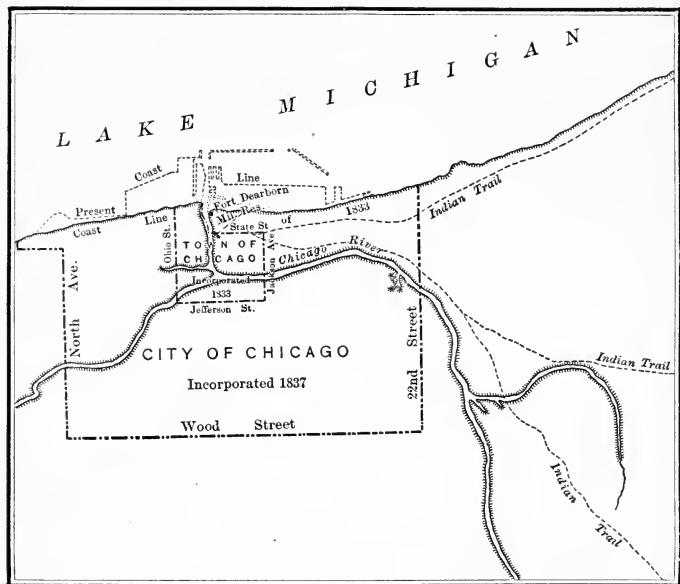 LAKE MICHIGAN
Present Coast Line
Coast Line of 1833
Fort Dearborn
Mil. Res.
State St.
Indian Trail
Ohio St.
TOWN OF
CHICAGO
Incorporated
1833
Jackson Ave.
Jefferson St.
Chicago River
North Ave.
CITY OF CHICAGO
Incorporated 1837
22nd Street
Wood Street
Indian Trail
Indian Trail